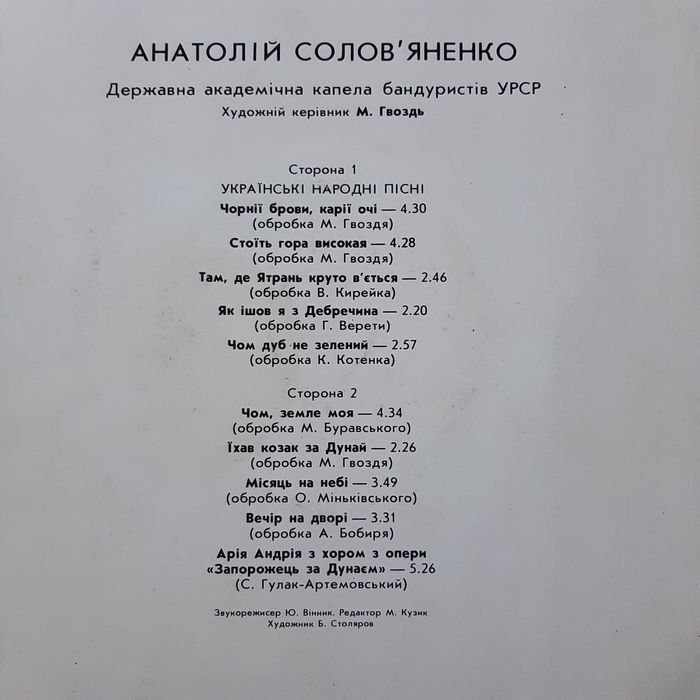 АНАТОЛІЙ СОЛОВ'ЯНЕНКО
Державна академічна капела бандуристів УРСР
Художній керівник М. Гвоздь
Сторона 1
УКРАЇНСЬКІ НАРОДНІ ПІСНІ
Чорнії брови, карії очі — 4.30
(обробка М. Гвоздя)
Стоїть гора високая — 4.28
(обробка М. Гвоздя)
Там, де Ятрань круто в'ється — 2.46
(обробка В. Кирейка)
Як ішов я з Дебречина — 2.20
(обробка Г. Верети)
Чом дуб не зелений — 2.57
(обробка К. Котенка)
Сторона 2
Чом, земле моя — 4.34
(обробка М. Буравського)
Їхав козак за Дунай — 2.26
(обробка М. Гвоздя)
Місяць на небі — 3.49
(обробка О. Міньківського)
Вечір на дворі — 3.31
(обробка А. Бобиря)
Арія Андрія з хором з опери
«Запорожець за Дунаєм» — 5.26
(С. Гулак-Артемовський)
Звукорежисер Ю. Вінник. Редактор М. Кузик
Художник Б. Столяров